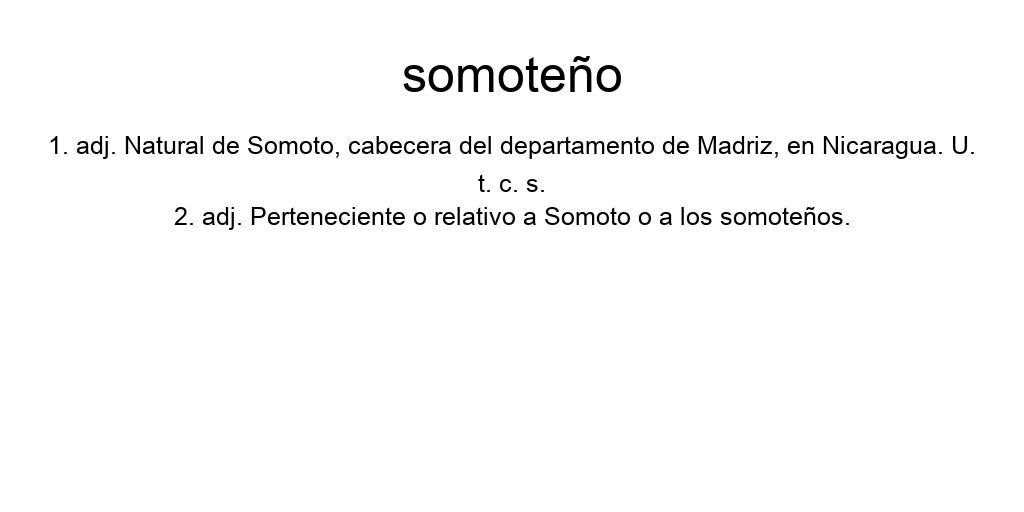 somoteño
1. adj. Natural de Somoto, cabecera del departamento de Madriz, en Nicaragua. U.
t. c. s.
2. adj. Perteneciente o relativo a Somoto o a los somoteños.